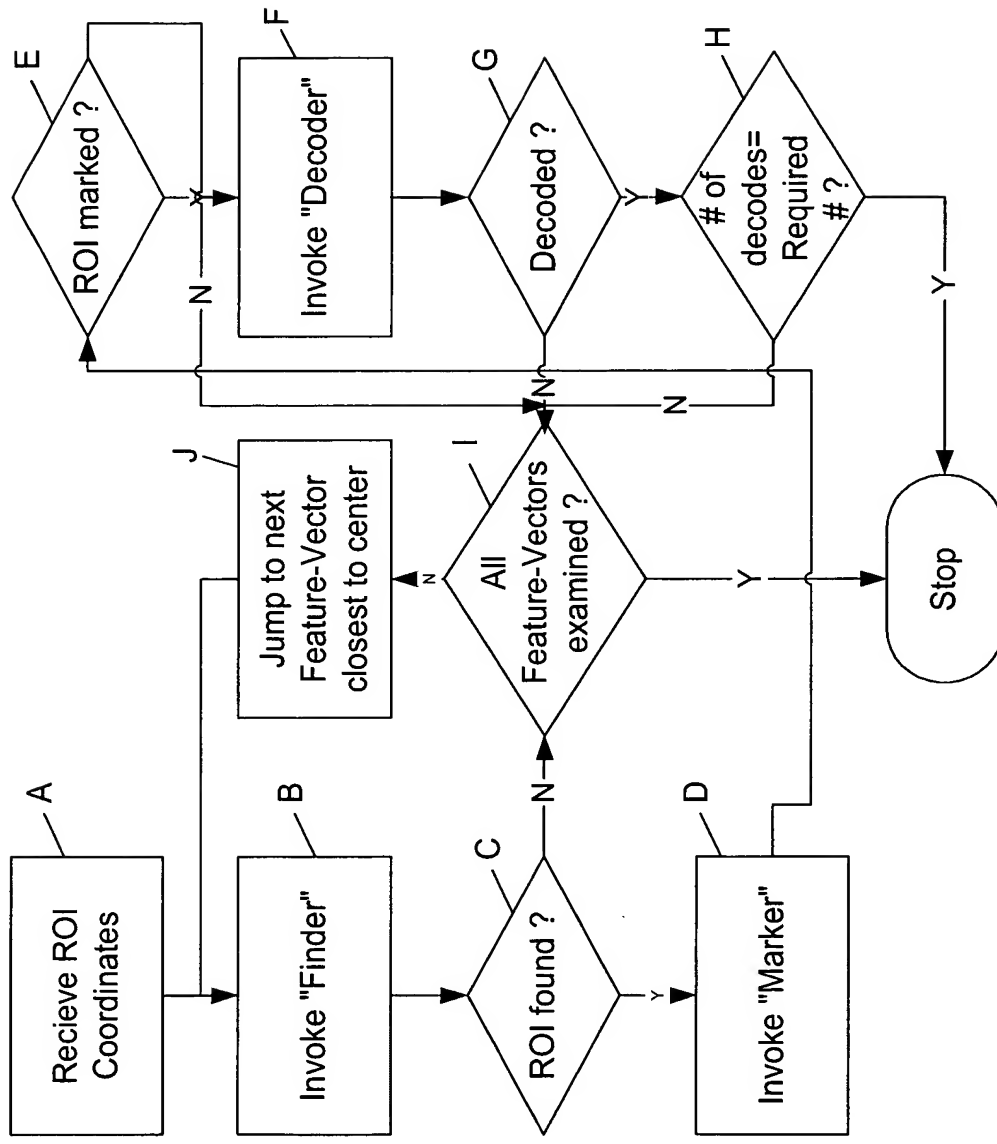 A
Recieve ROI
Coordinates
B
Invoke "Finder"
C
ROI found ?
N
Y
D
Invoke "Marker"
J
Jump to next
Feature-Vector
closest to center
N
I
All
Feature-Vectors
examined ?
Y
Stop
E
ROI marked ?
Y
N
F
Invoke "Decoder"
G
Decoded ?
N
Y
H
# of
decodes=
Required
# ?
N
Y